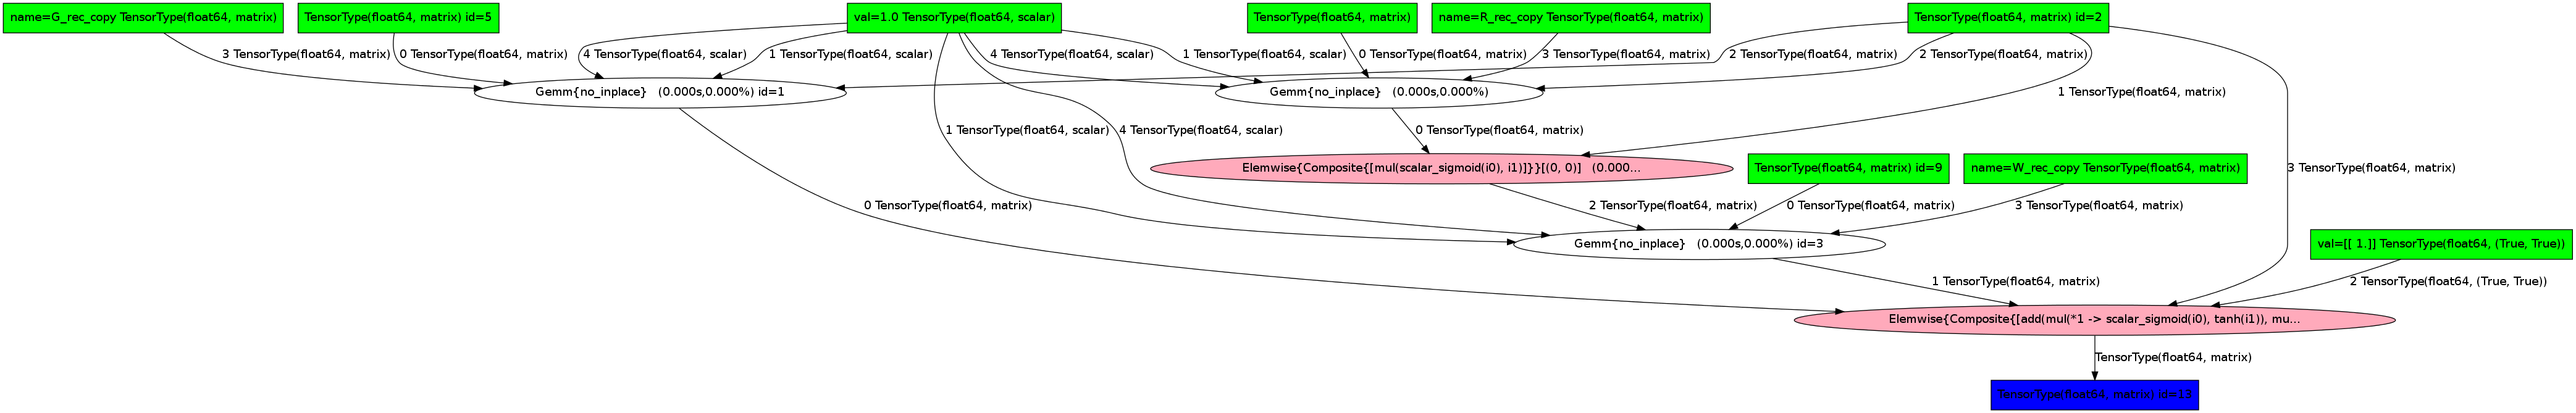 name=G_rec_copy TensorType(float64, matrix)
TensorType(float64, matrix) id=5
val=1.0 TensorType(float64, scalar)
TensorType(float64, matrix)
name=R_rec_copy TensorType(float64, matrix)
TensorType(float64, matrix) id=2
3 TensorType(float64, matrix)
0 TensorType(float64, matrix)
4 TensorType(float64, scalar)
1 TensorType(float64, scalar)
4 TensorType(float64, scalar)
1 TensorType(float64, scalar)
0 TensorType(float64, matrix)
3 TensorType(float64, matrix)
2 TensorType(float64, matrix)
2 TensorType(float64, matrix)
Gemm{no_inplace} (0.000s,0.000%) id=1
Gemm{no_inplace} (0.000s,0.000%)
1 TensorType(float64, matrix)
1 TensorType(float64, scalar)
4 TensorType(float64, scalar)
0 TensorType(float64, matrix)
Elemwise{Composite{[mul(scalar_sigmoid(i0), i1)]}}[(0, 0)] (0.000...
TensorType(float64, matrix) id=9
name=W_rec_copy TensorType(float64, matrix)
3 TensorType(float64, matrix)
0 TensorType(float64, matrix)
2 TensorType(float64, matrix)
0 TensorType(float64, matrix)
3 TensorType(float64, matrix)
Gemm{no_inplace} (0.000s,0.000%) id=3
val=[[ 1.]] TensorType(float64, (True, True))
1 TensorType(float64, matrix)
2 TensorType(float64, (True, True))
Elemwise{Composite{[add(mul(*1 -> scalar_sigmoid(i0), tanh(i1)), mu...
TensorType(float64, matrix)
TensorType(float64, matrix) id=13